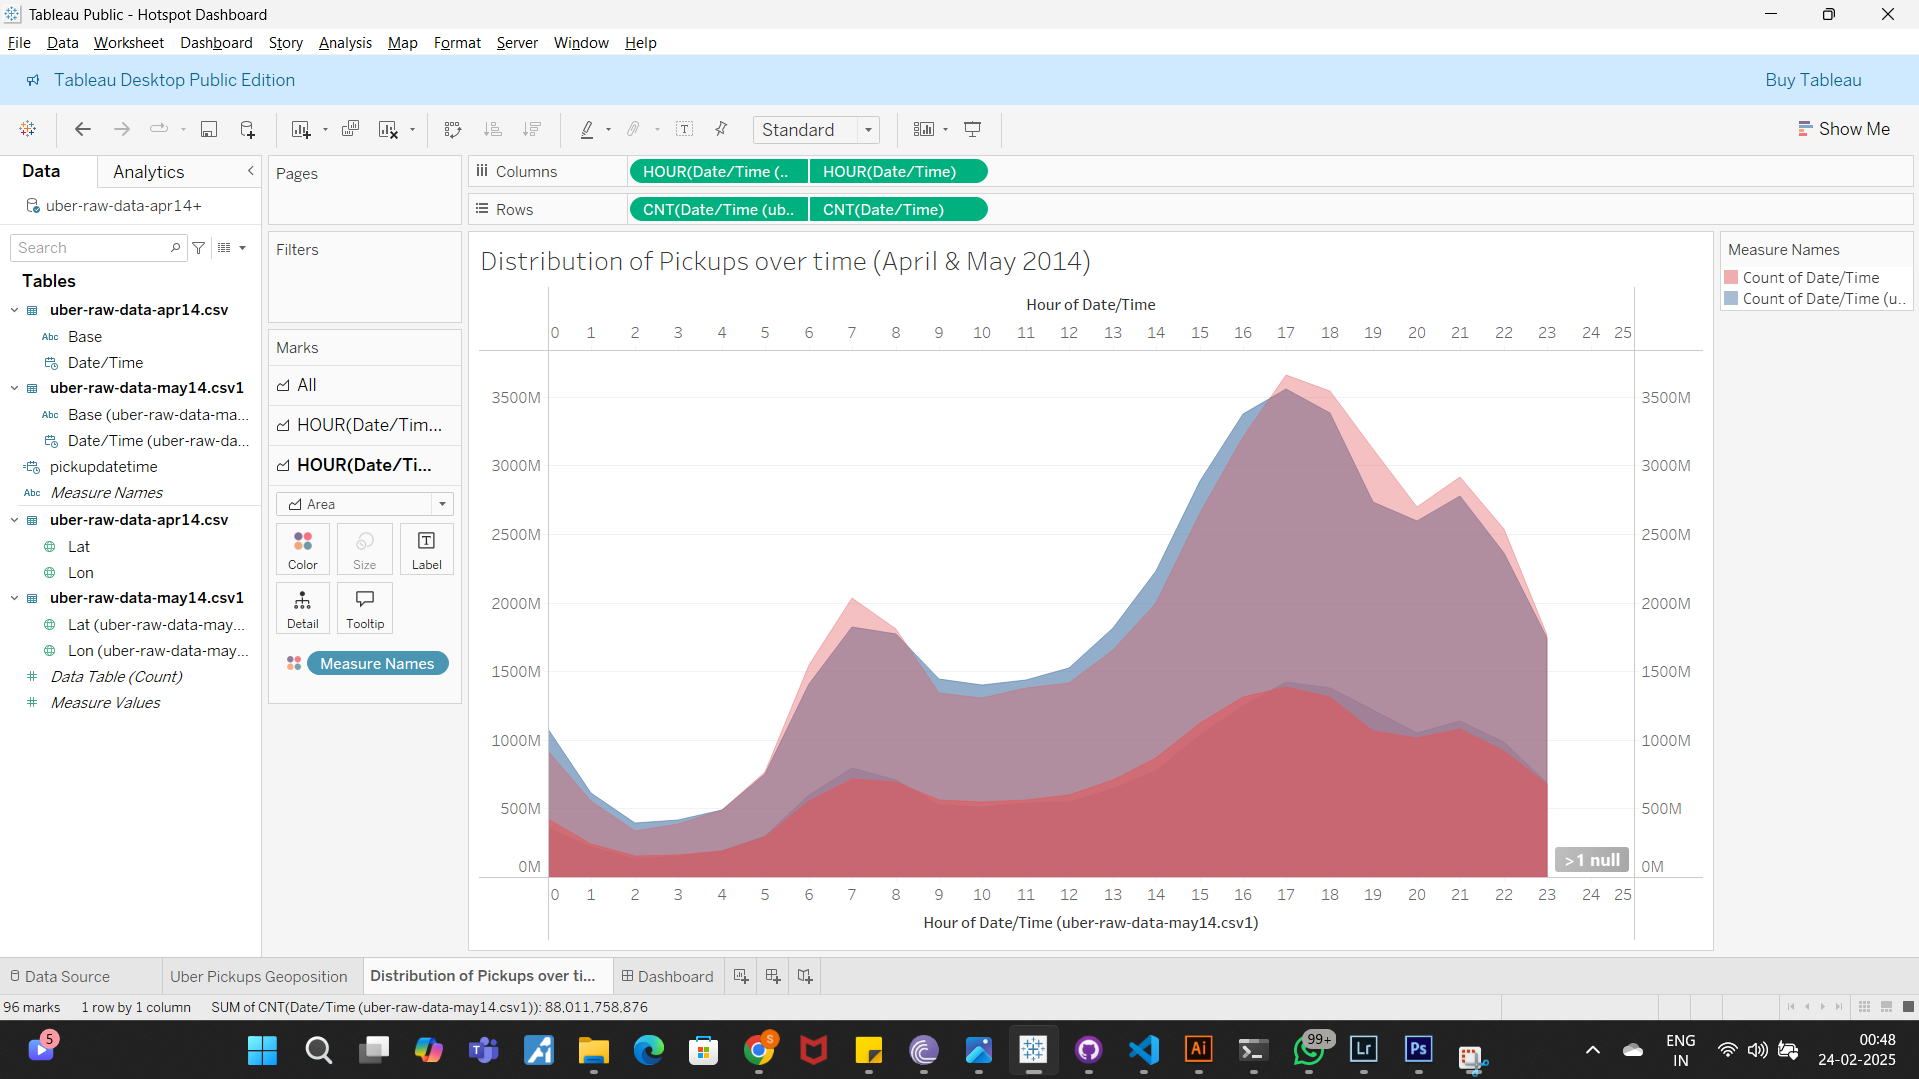 Tableau Public - Hotspot Dashboard
File Data Worksheet Dashboard Story Analysis Map Format Server Window Help
Tableau Desktop Public Edition
Buy Tableau
Standard
Show Me
Data
Analytics
uber-raw-data-apr14+
Search
Tables
uber-raw-data-apr14.csv
Abc Base
Date/Time
uber-raw-data-may14.csv1
Abc Base (uber-raw-data-ma...
Date/Time (uber-raw-da...
pickupdatetime
Abc Measure Names
uber-raw-data-apr14.csv
Lat
Lon
uber-raw-data-may14.csv1
Lat (uber-raw-data-may...
Lon (uber-raw-data-may...
# Data Table (Count)
# Measure Values
Pages
Filters
Marks
All
HOUR(Date/Tim...
HOUR(Date/Ti...
Area
Color
Size
Label
Detail
Tooltip
Measure Names
Columns
HOUR(Date/Time (..
HOUR(Date/Time)
Rows
CNT(Date/Time (ub..
CNT(Date/Time)
Distribution of Pickups over time (April & May 2014)
Hour of Date/Time
0 1 2 3 4 5 6 7 8 9 10 11 12 13 14 15 16 17 18 19 20 21 22 23 24 25
3500M 3500M
3000M 3000M
2500M 2500M
2000M 2000M
1500M 1500M
1000M 1000M
500M 500M
0M 0M
>1 null
0 1 2 3 4 5 6 7 8 9 10 11 12 13 14 15 16 17 18 19 20 21 22 23 24 25
Hour of Date/Time (uber-raw-data-may14.csv1)
Measure Names
Count of Date/Time
Count of Date/Time (u..
Data Source
Uber Pickups Geoposition
Distribution of Pickups over ti...
Dashboard
96 marks
1 row by 1 column
SUM of CNT(Date/Time (uber-raw-data-may14.csv1)): 88,011,758,876
5
S
99+
Ai
Lr
Ps
ENG
IN
00:48
24-02-2025